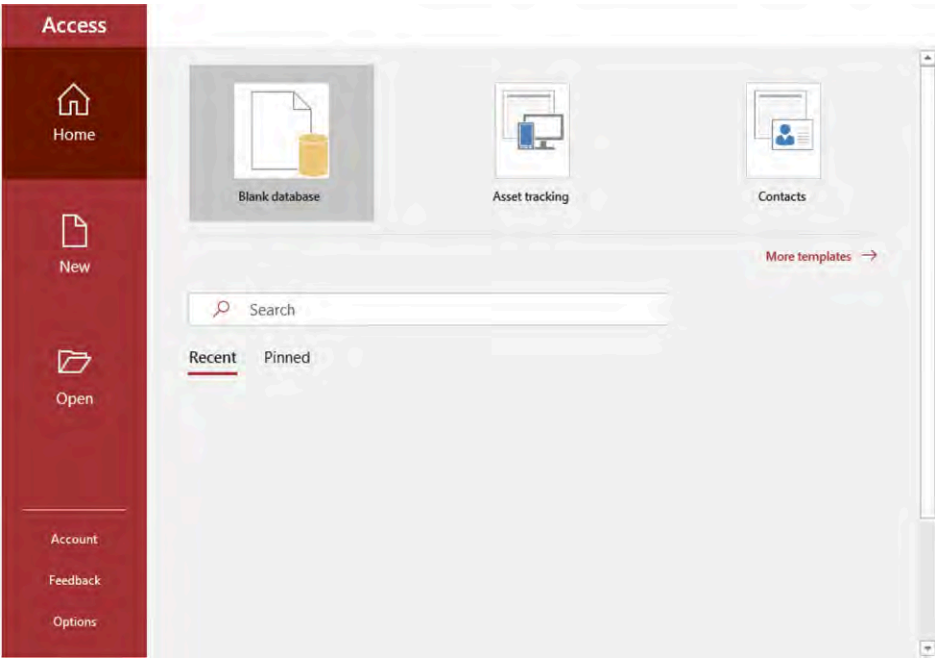 Access
Home
New
Open
Account
Feedback
Options
Blank database
Asset tracking
Contacts
More templates →
Search
Recent Pinned